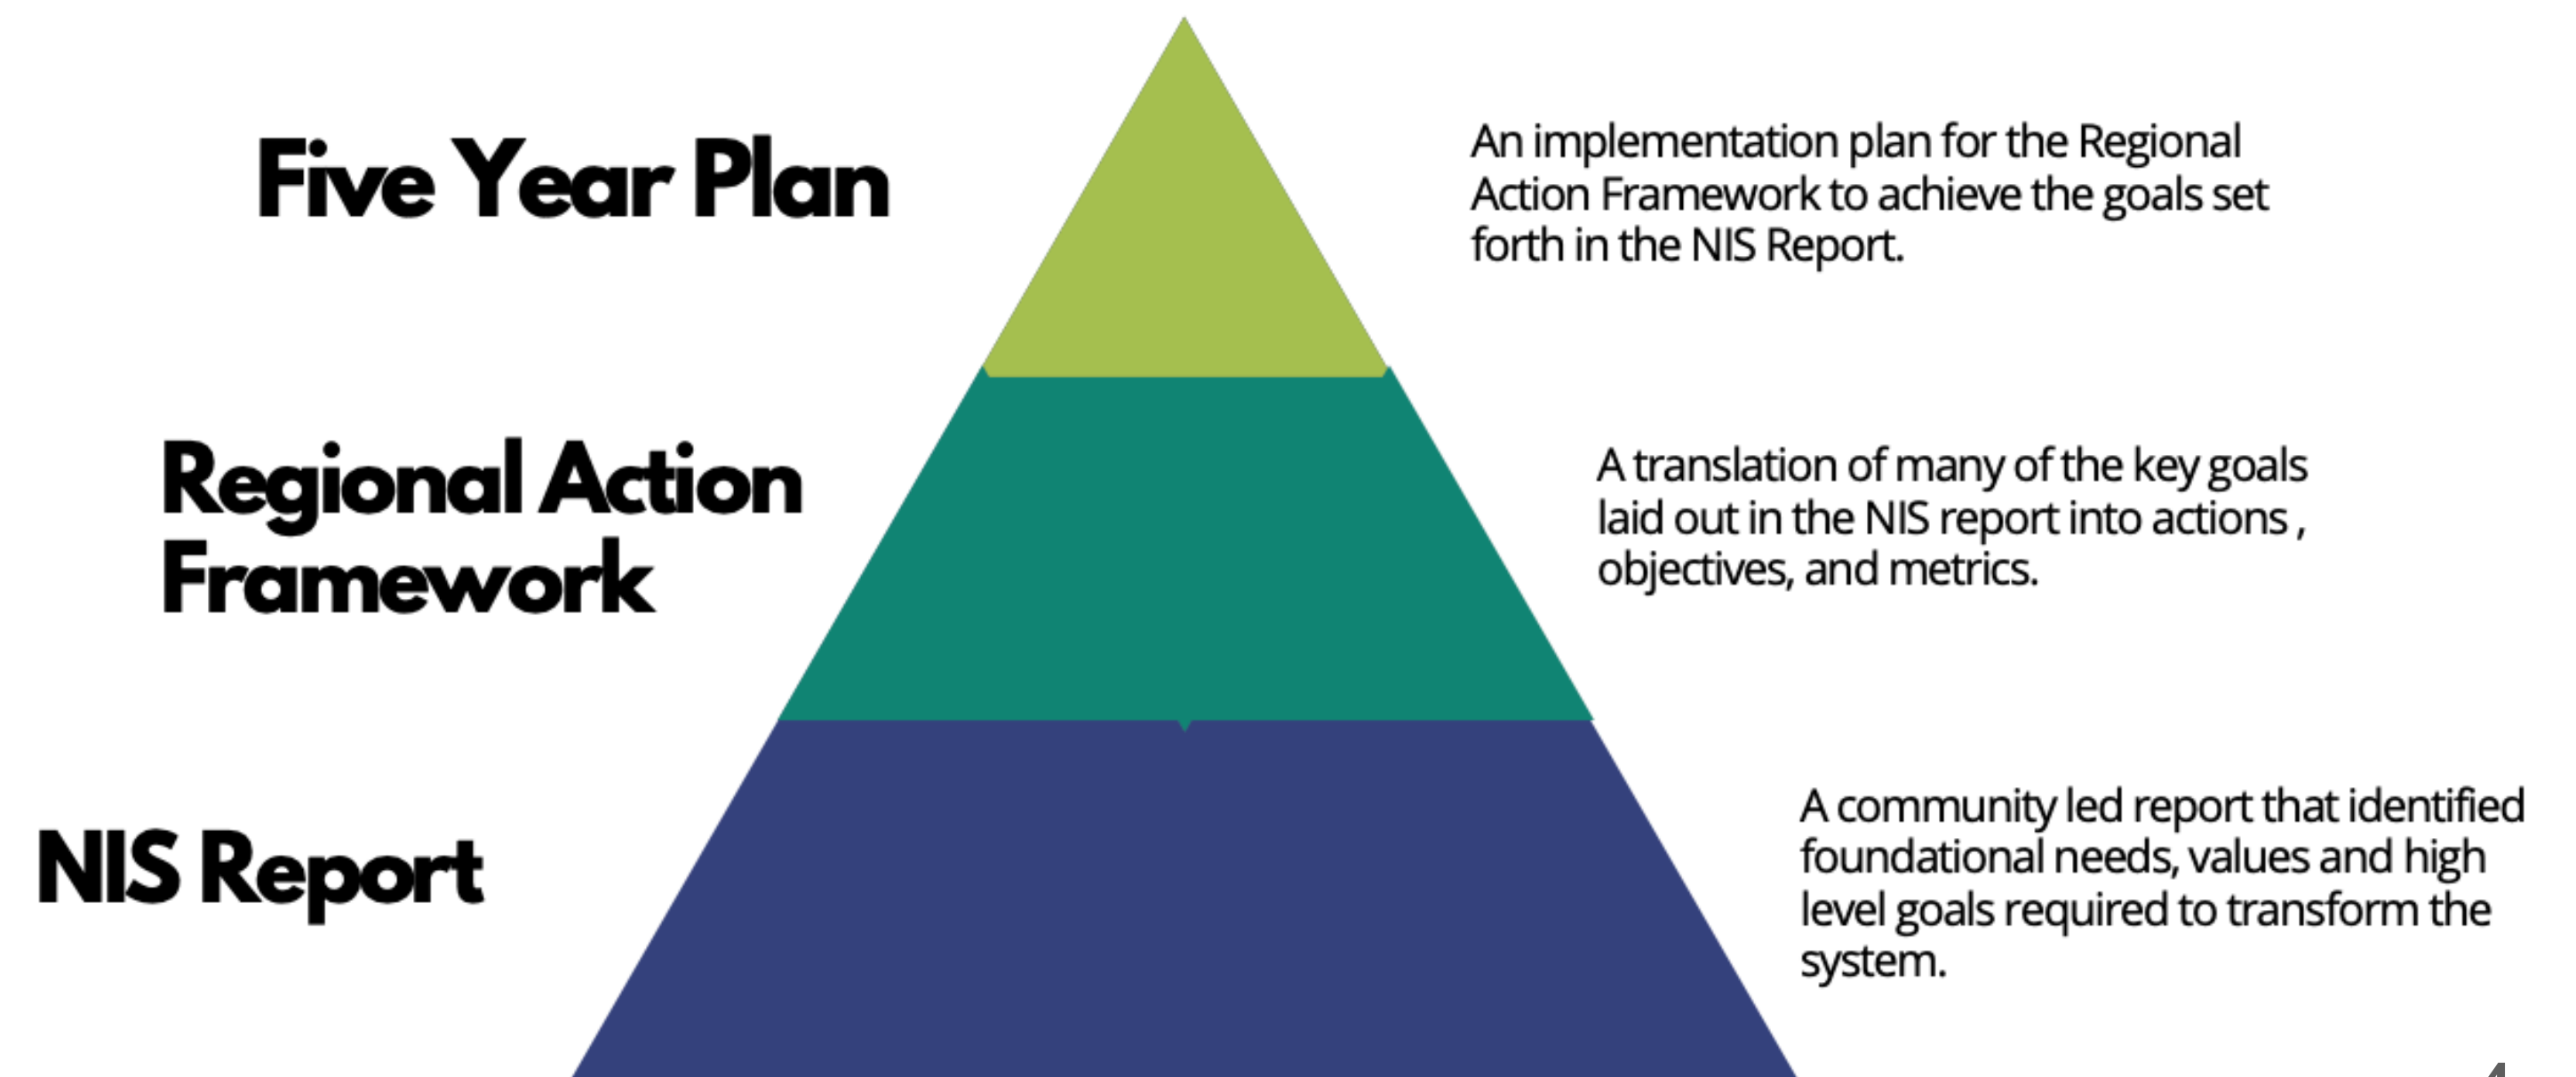 Five Year Plan
An implementation plan for the Regional
Action Framework to achieve the goals set
forth in the NIS Report.
Regional Action
Framework
A translation of many of the key goals
laid out in the NIS report into actions ,
objectives, and metrics.
NIS Report
A community led report that identified
foundational needs, values and high
level goals required to transform the
system.